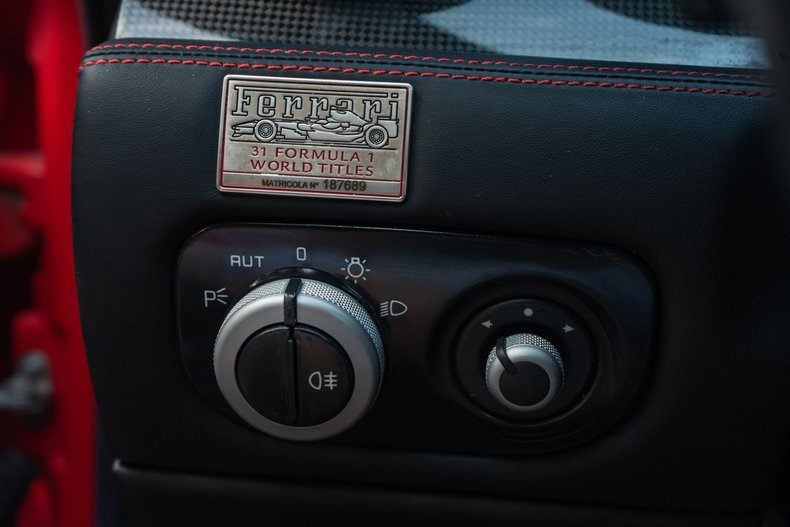 Ferrari
31 FORMULA 1
WORLD TITLES
MATRICOLA N° 187689
AUT
0
P